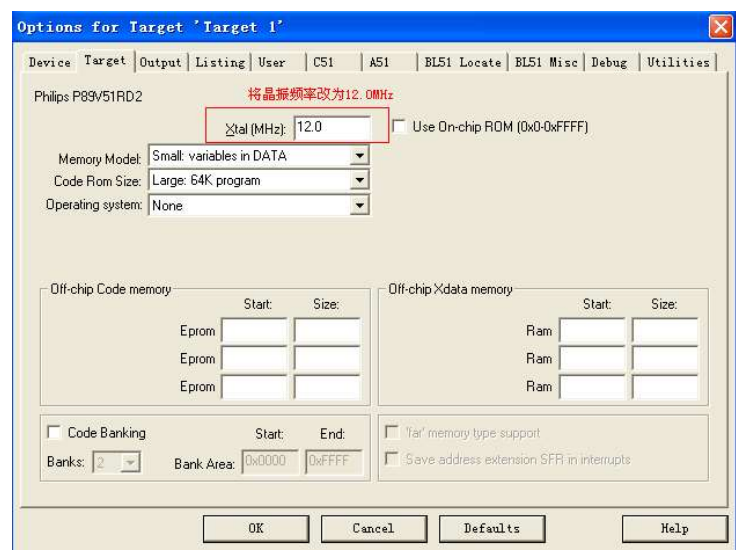 Options for Target 'Target 1'
Device Target Output Listing User C51 A51 BL51 Locate BL51 Misc Debug Utilities
Philips P89V51RD2
将晶振频率改为12.0MHz
Xtal (MHz): 12.0
Use On-chip ROM (0x0-0xFFFF)
Memory Model: Small: variables in DATA
Code Rom Size: Large: 64K program
Operating system: None
Off-chip Code memory
Start: Size:
Eprom
Eprom
Eprom
Off-chip Xdata memory
Start: Size:
Ram
Ram
Ram
Code Banking Start: End:
Banks: 2 Bank Area: 0x0000 0xFFFF
'far' memory type support
Save address extension SFR in interrupts
OK Cancel Defaults Help